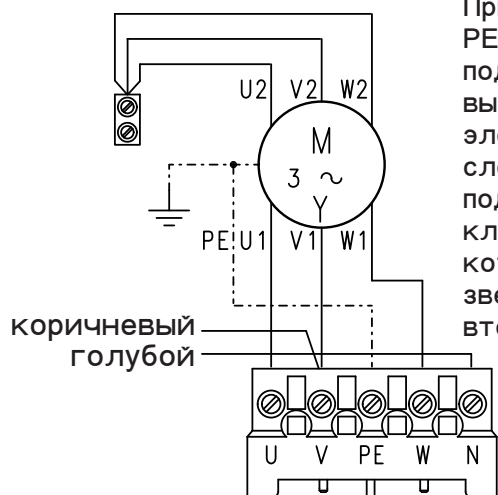 При
PE
под
вы
эл
сл
под
кл
ко
зве
вто
U2 V2 W2
M
3 ~
Y
PE U1 V1 W1
коричневый
голубой
U V PE W N